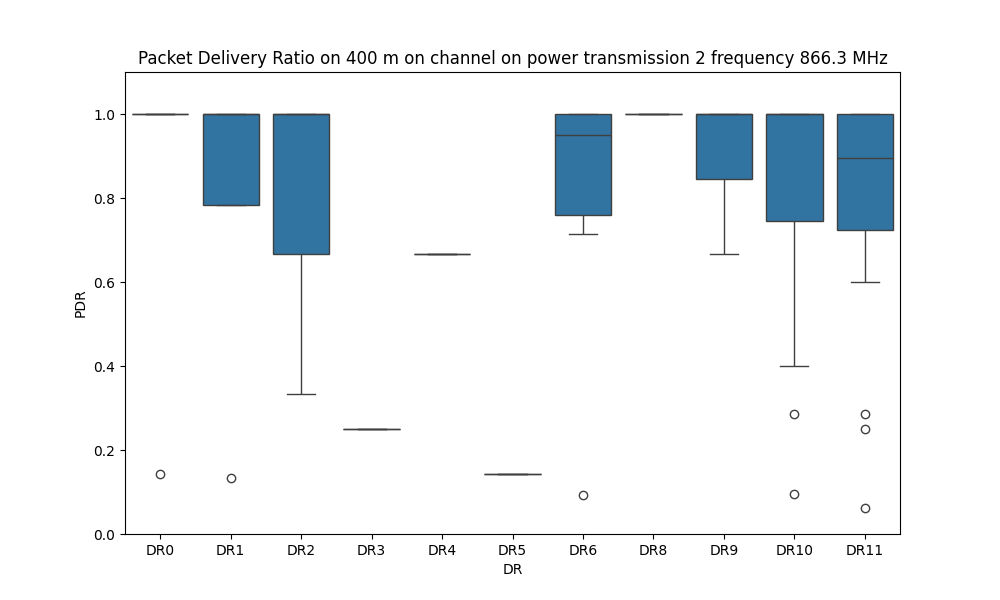 Packet Delivery Ratio on 400 m on channel on power transmission 2 frequency 866.3 MHz
1.0
0.8
0.6
0.4
0.2
0.0
PDR
DR0 DR1 DR2 DR3 DR4 DR5 DR6 DR8 DR9 DR10 DR11
DR